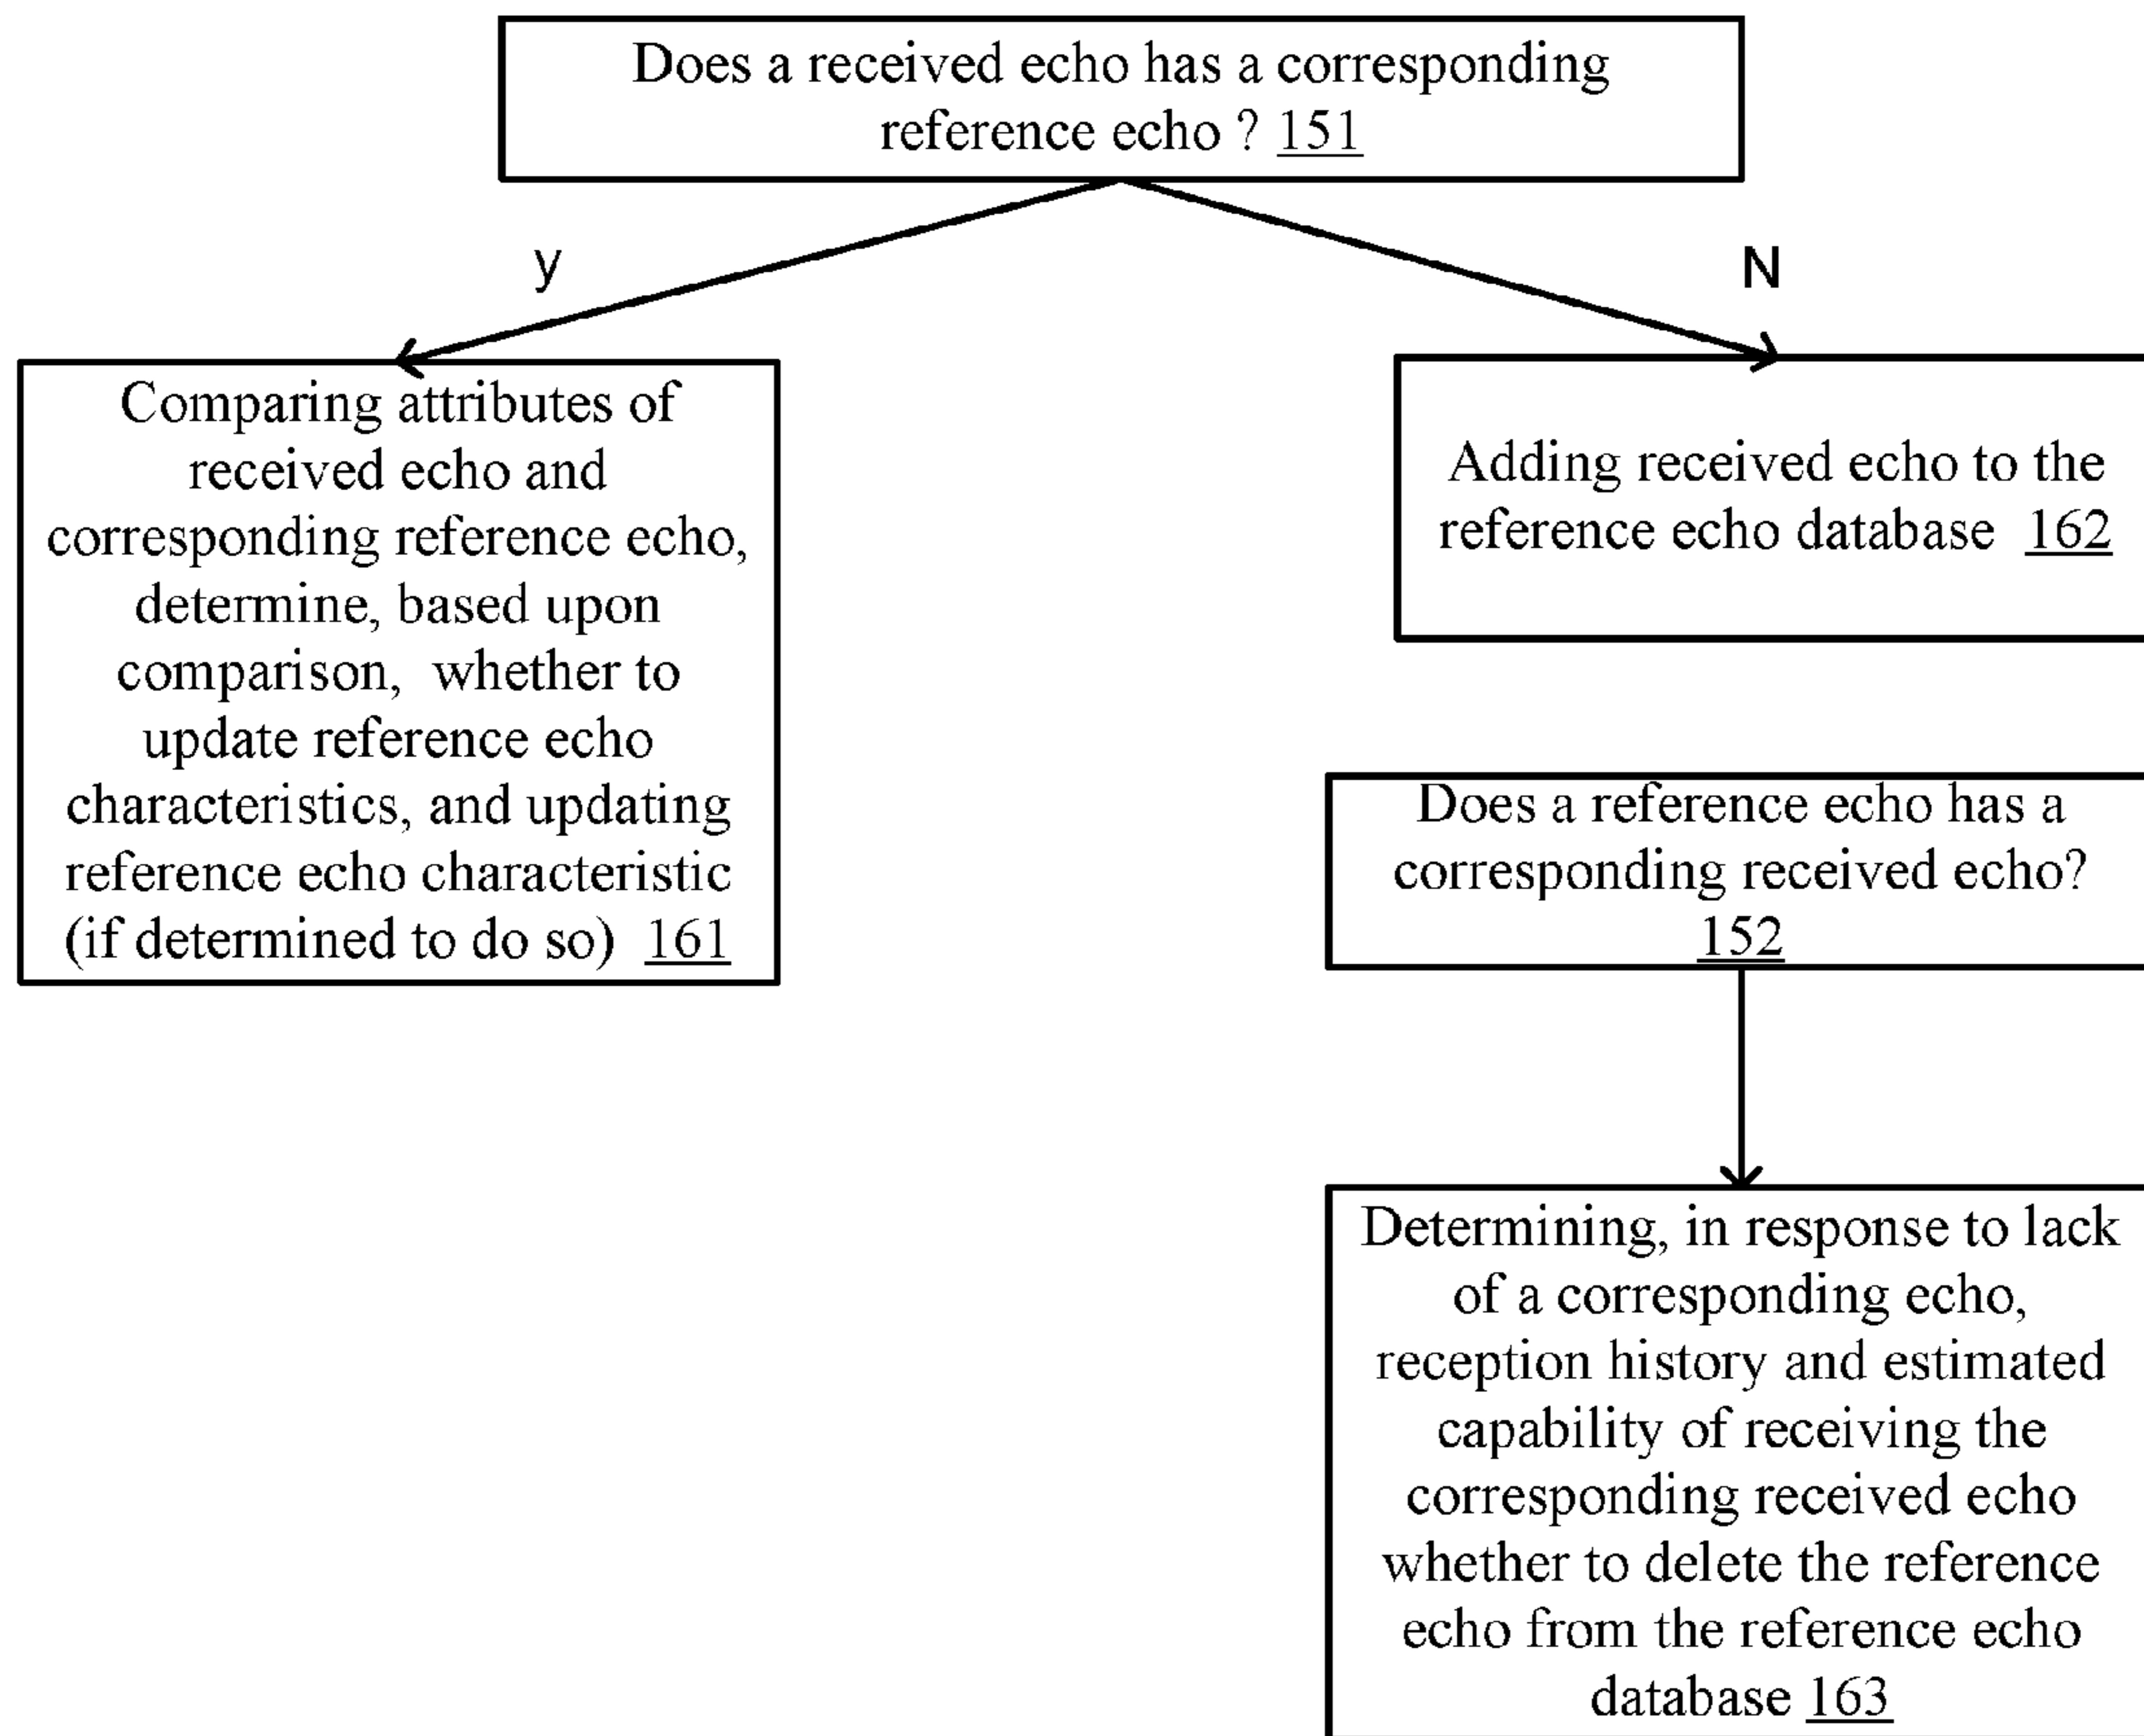 Does a received echo has a corresponding
reference echo ? 151
y
N
Comparing attributes of
received echo and
corresponding reference echo,
determine, based upon
comparison, whether to
update reference echo
characteristics, and updating
reference echo characteristic
(if determined to do so) 161
Adding received echo to the
reference echo database 162
Does a reference echo has a
corresponding received echo?
152
Determining, in response to lack
of a corresponding echo,
reception history and estimated
capability of receiving the
corresponding received echo
whether to delete the reference
echo from the reference echo
database 163